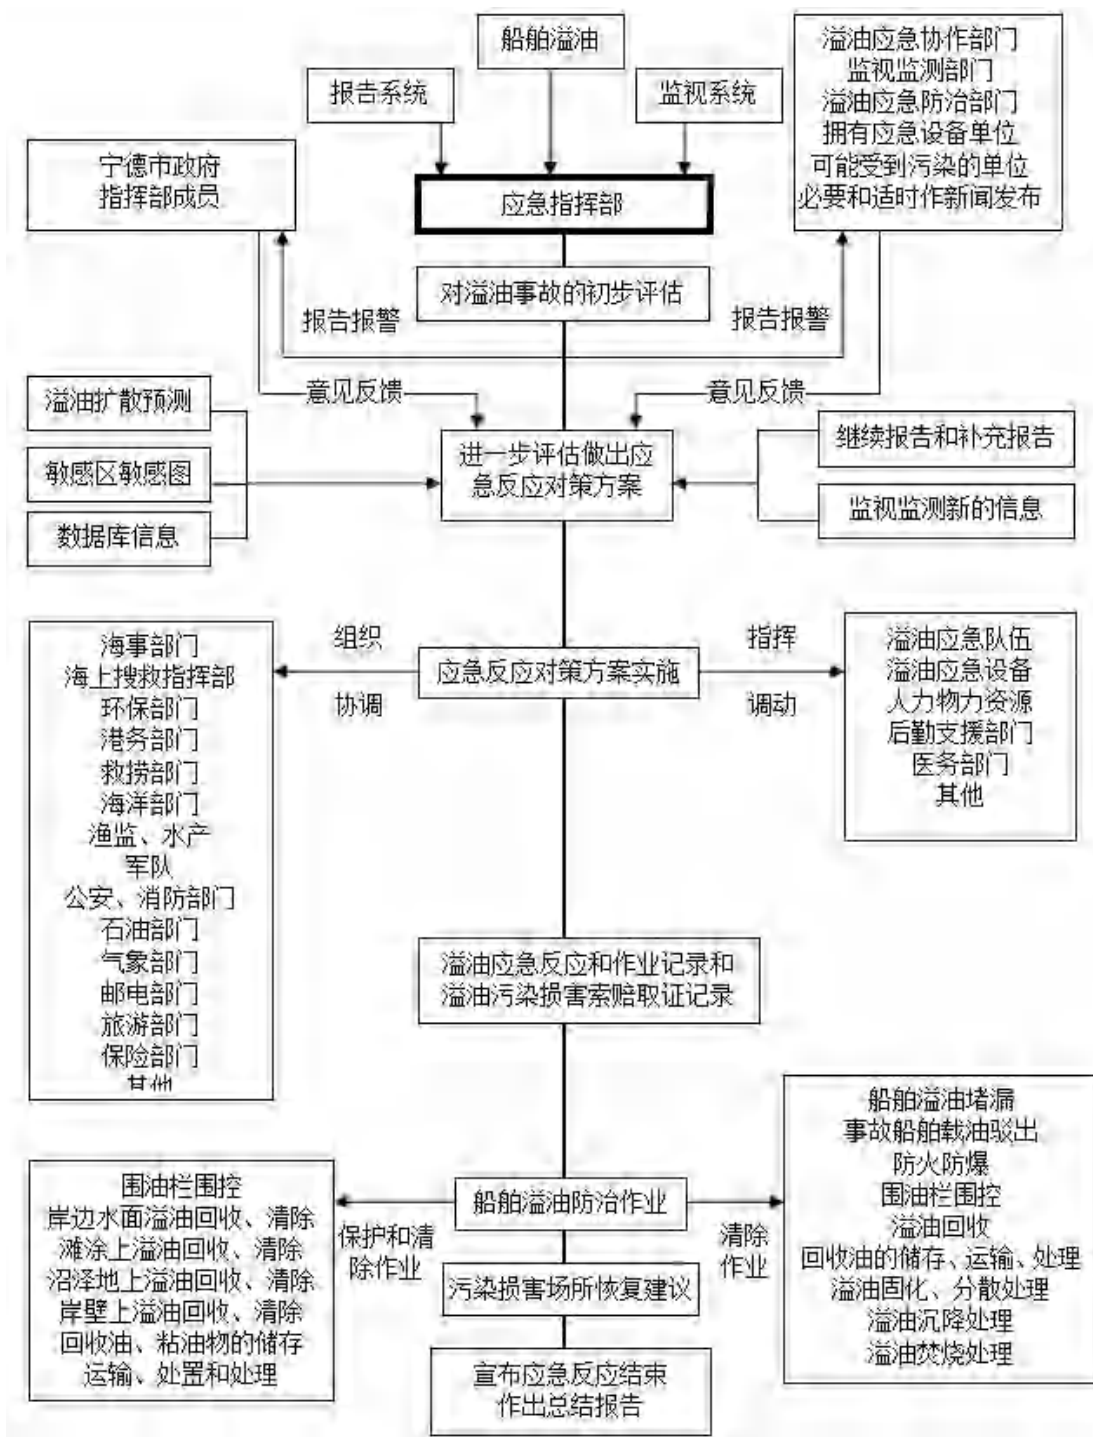 船舶溢油
报告系统
监视系统
溢油应急协作部门
监视监测部门
溢油应急防治部门
拥有应急设备单位
可能受到污染的单位
必要和适时作新闻发布
宁德市政府
指挥部成员
应急指挥部
对溢油事故的初步评估
报告报警
报告报警
意见反馈
意见反馈
溢油扩散预测
敏感区敏感图
数据库信息
进一步评估做出应
急反应对策方案
继续报告和补充报告
监视监测新的信息
海事部门
海上搜救指挥部
环保部门
港务部门
救捞部门
海洋部门
渔监、水产
军队
公安、消防部门
石油部门
气象部门
邮电部门
旅游部门
保险部门
其他
组织
协调
应急反应对策方案实施
指挥
调动
溢油应急队伍
溢油应急设备
人力物力资源
后勤支援部门
医务部门
其他
溢油应急反应和作业记录和
溢油污染损害索赔取证记录
围油栏围控
岸边水面溢油回收、清除
滩涂上溢油回收、清除
沼泽地上溢油回收、清除
岸壁上溢油回收、清除
回收油、粘油物的储存
运输、处置和处理
保护和清
除作业
船舶溢油防治作业
清除
作业
船舶溢油堵漏
事故船舶载油驳出
防火防爆
围油栏围控
溢油回收
回收油的储存、运输、处理
溢油固化、分散处理
溢油沉降处理
溢油焚烧处理
污染损害场所恢复建议
宣布应急反应结束
作出总结报告